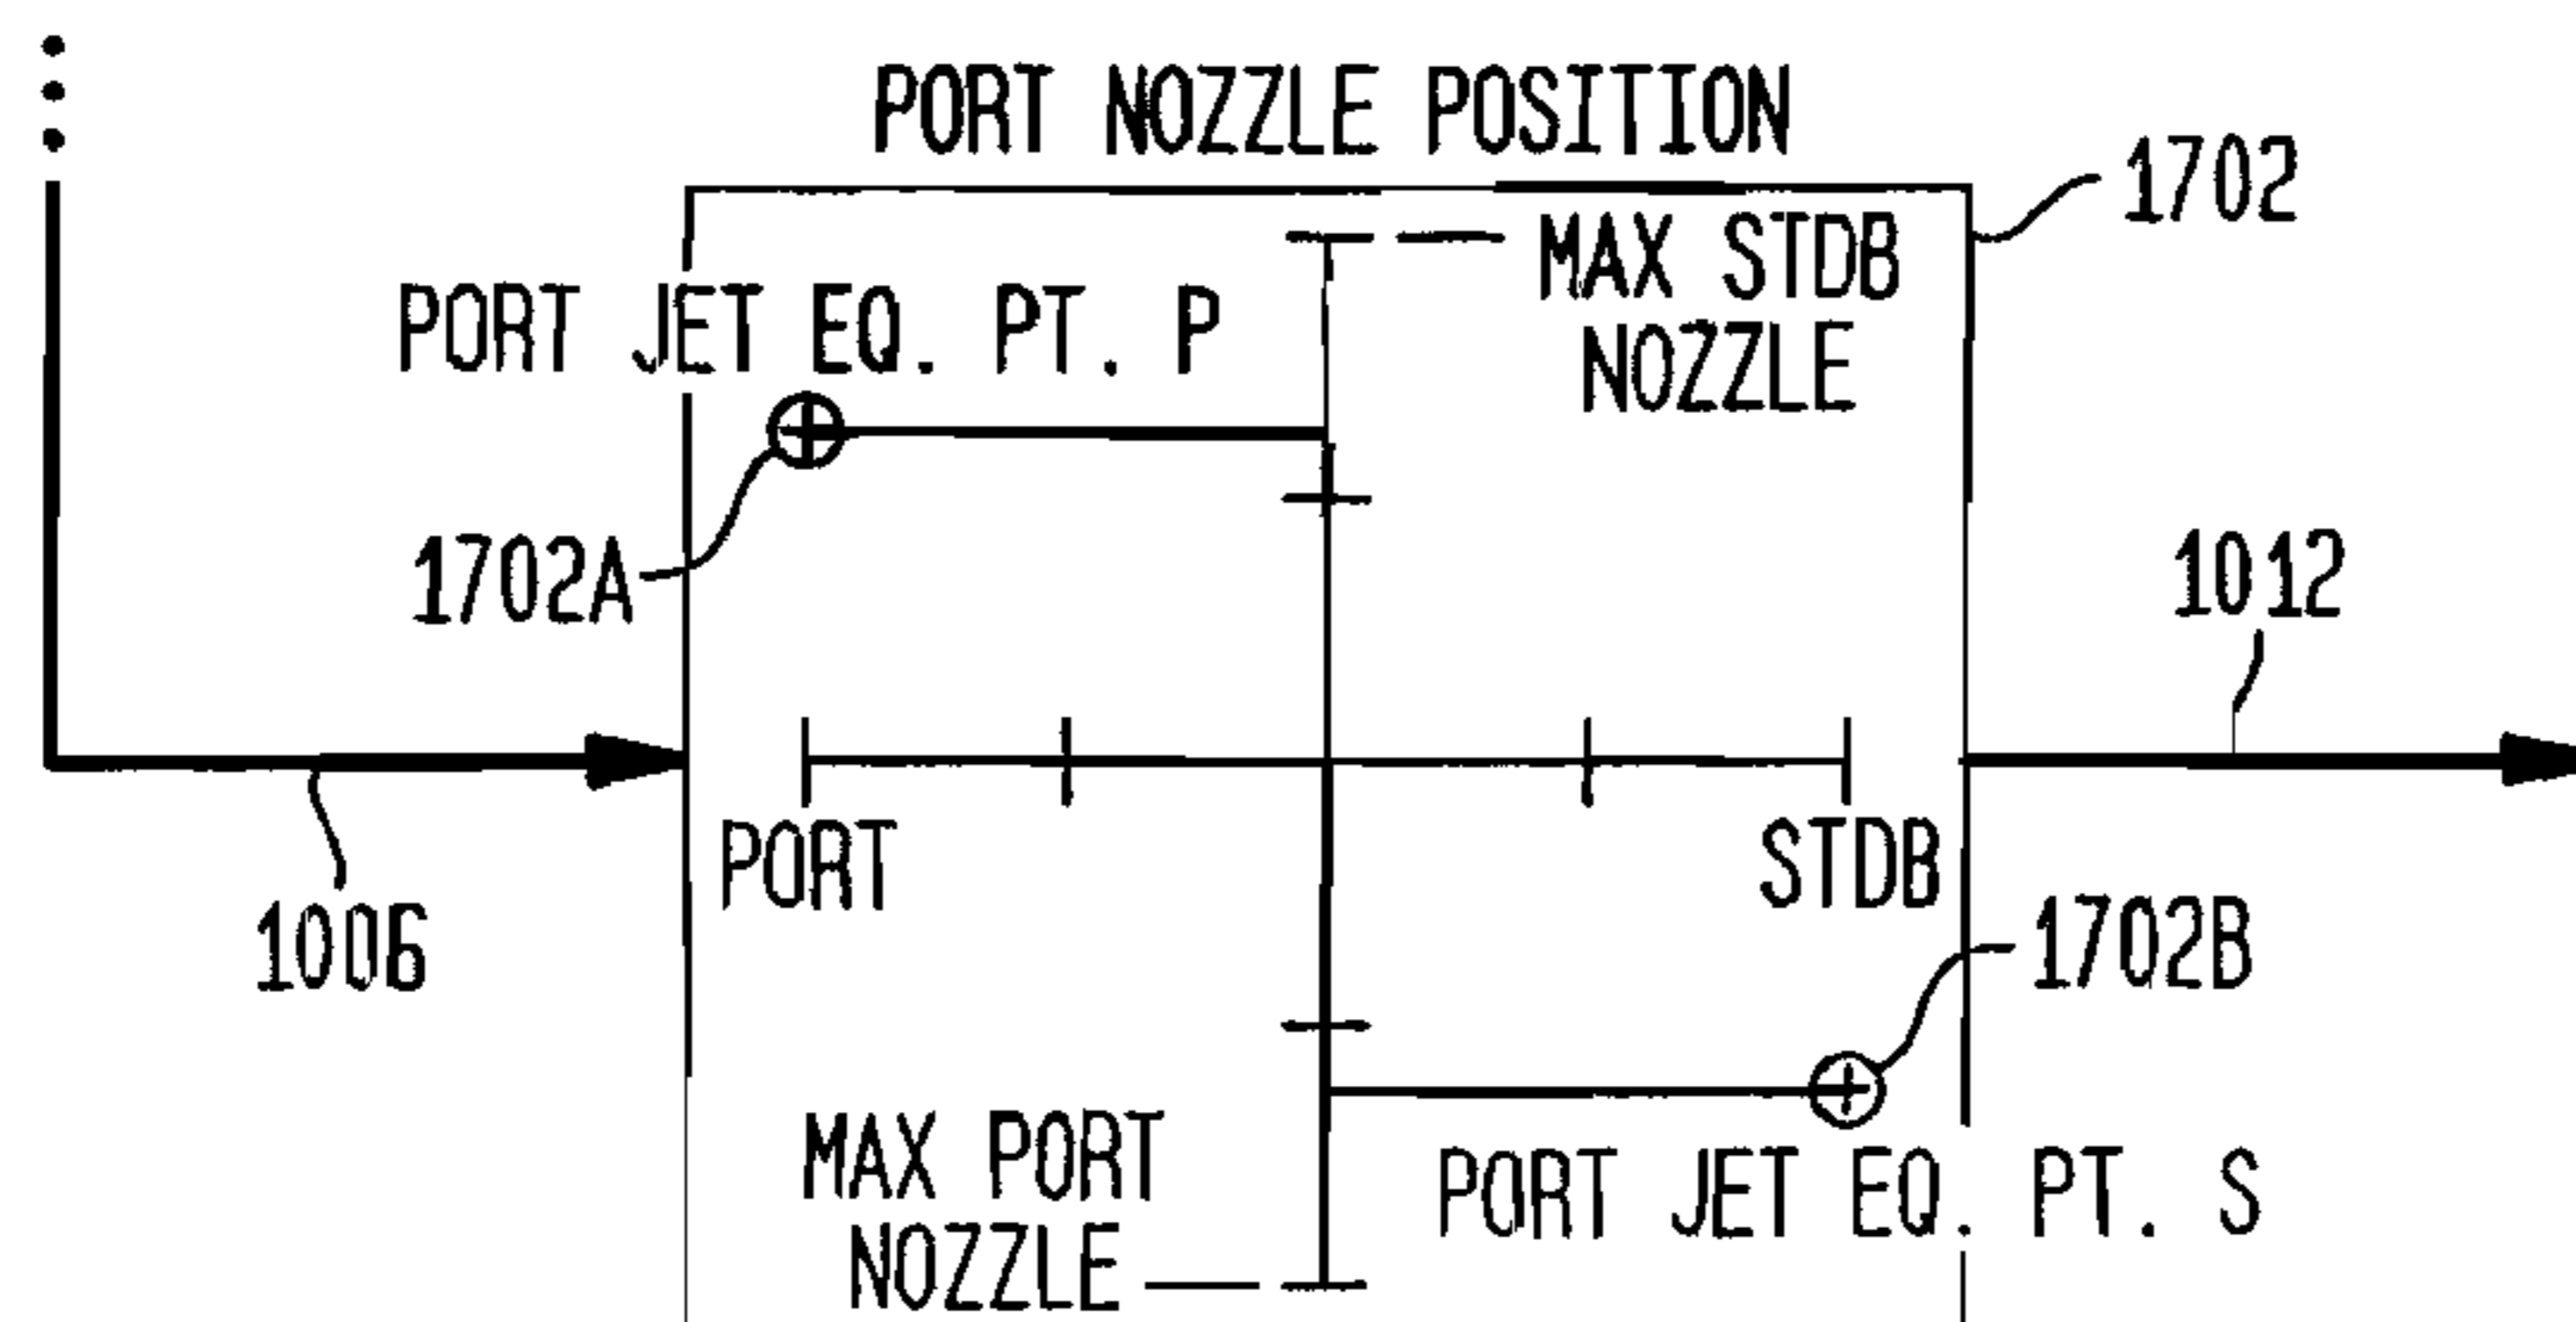 PORT NOZZLE POSITION
1702
MAX STDB
NOZZLE
PORT JET EQ. PT. P
1702A
1012
PORT
STDB
1006
1702B
MAX PORT
NOZZLE
PORT JET EQ. PT. S